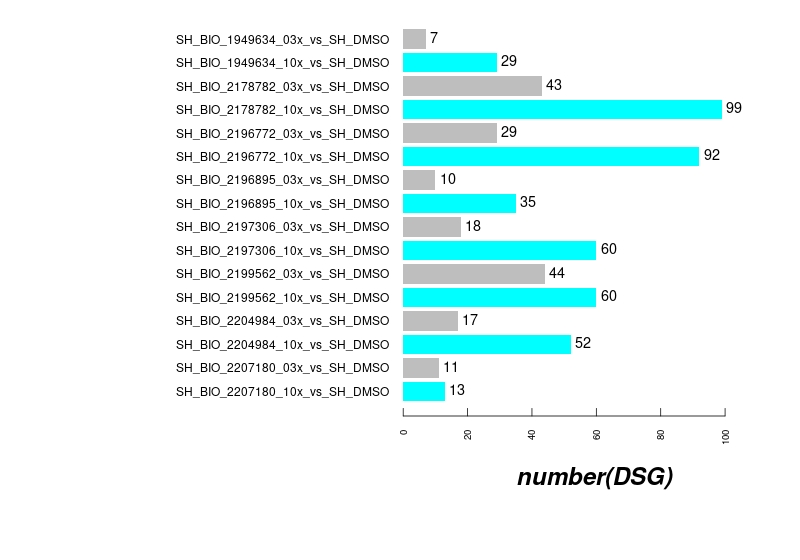 SH_BIO_1949634_03x_vs_SH_DMSO 7
SH_BIO_1949634_10x_vs_SH_DMSO 29
SH_BIO_2178782_03x_vs_SH_DMSO 43
SH_BIO_2178782_10x_vs_SH_DMSO 99
SH_BIO_2196772_03x_vs_SH_DMSO 29
SH_BIO_2196772_10x_vs_SH_DMSO 92
SH_BIO_2196895_03x_vs_SH_DMSO 10
SH_BIO_2196895_10x_vs_SH_DMSO 35
SH_BIO_2197306_03x_vs_SH_DMSO 18
SH_BIO_2197306_10x_vs_SH_DMSO 60
SH_BIO_2199562_03x_vs_SH_DMSO 44
SH_BIO_2199562_10x_vs_SH_DMSO 60
SH_BIO_2204984_03x_vs_SH_DMSO 17
SH_BIO_2204984_10x_vs_SH_DMSO 52
SH_BIO_2207180_03x_vs_SH_DMSO 11
SH_BIO_2207180_10x_vs_SH_DMSO 13
0 20 40 60 80 100
number(DSG)